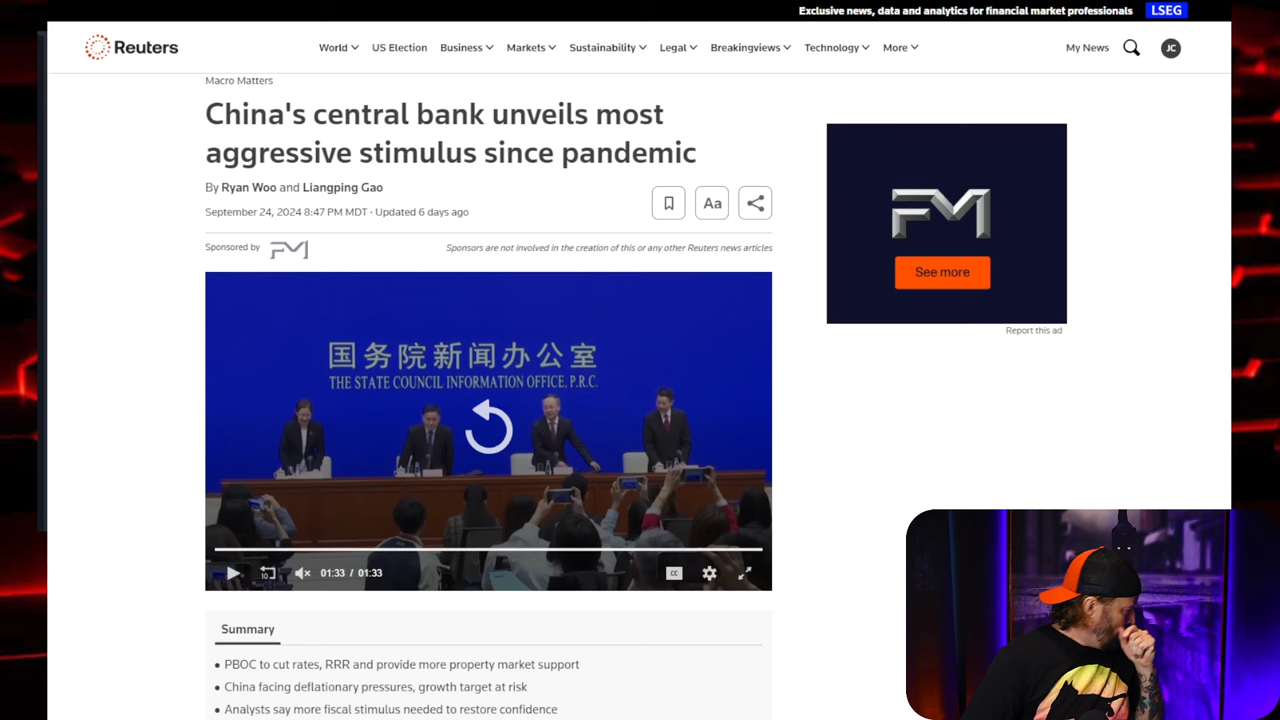 Exclusive news, data and analytics for financial market professionals LSEG
Reuters World US Election Business Markets Sustainability Legal Breakingviews Technology More My News JC
Macro Matters
China's central bank unveils most
aggressive stimulus since pandemic
By Ryan Woo and Liangping Gao
September 24, 2024 8:47 PM MDT · Updated 6 days ago
Aa
Sponsored by FM Sponsors are not involved in the creation of this or any other Reuters news articles
FM
See more
Report this ad
国务院新闻办公室
THE STATE COUNCIL INFORMATION OFFICE, P.R.C.
10 01:33 / 01:33 CC
Summary
• PBOC to cut rates, RRR and provide more property market support
• China facing deflationary pressures, growth target at risk
• Analysts say more fiscal stimulus needed to restore confidence